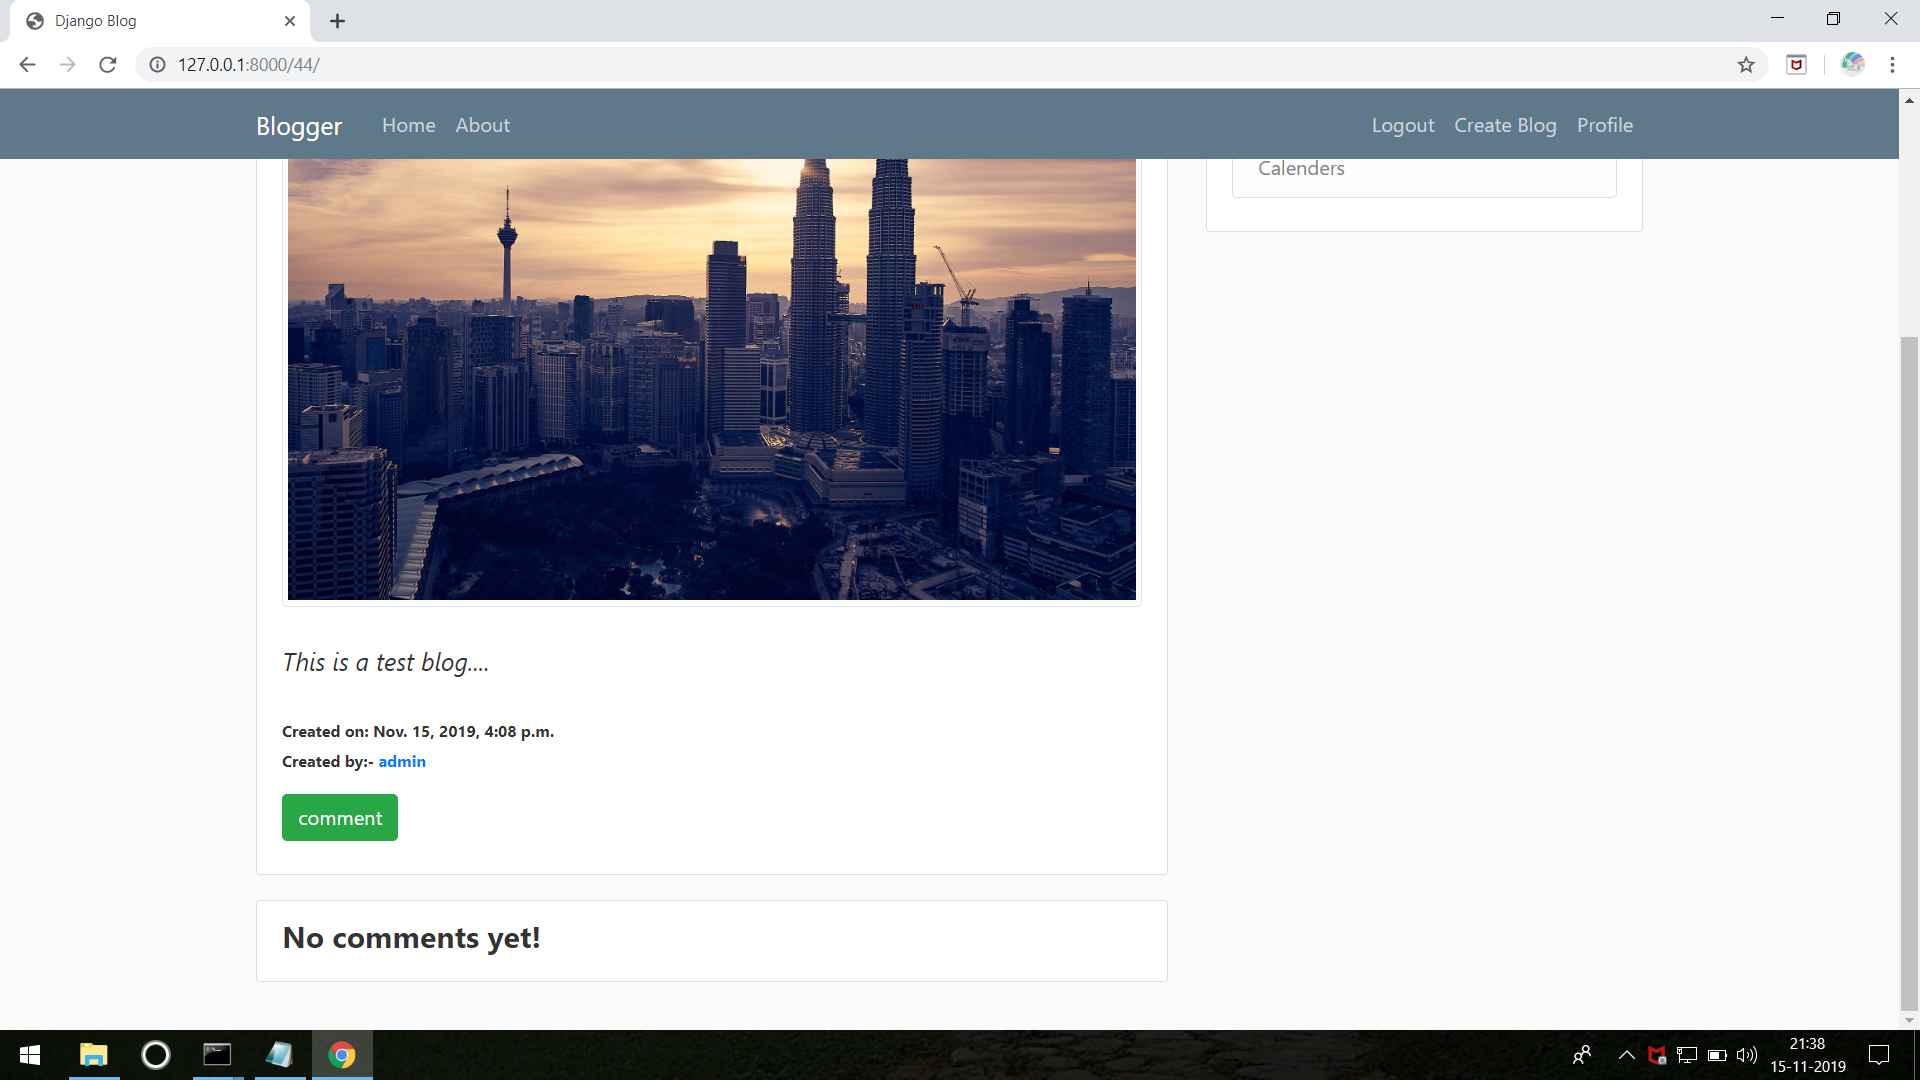 Django Blog
127.0.0.1:8000/44/
Blogger Home About Logout Create Blog Profile
Calenders
This is a test blog....
Created on: Nov. 15, 2019, 4:08 p.m.
Created by:- admin
comment
No comments yet!
21:38
15-11-2019